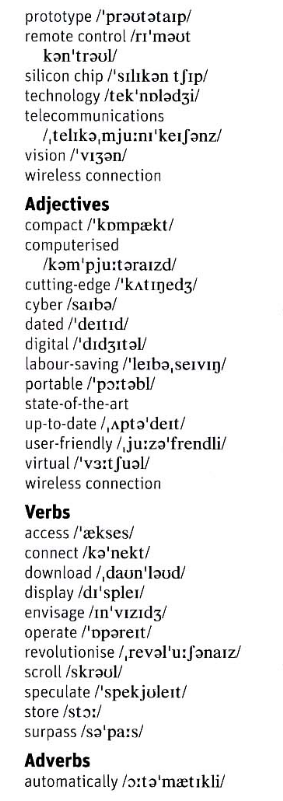 prototype /ˈprəʊtətaɪp/
remote control /rɪˈməʊt
kənˈtrəʊl/
silicon chip /ˈsɪlɪkən tʃɪp/
technology /tekˈnɒlədʒi/
telecommunications
/ˌtelɪkəˌmjuːnɪˈkeɪʃənz/
vision /ˈvɪʒən/
wireless connection
Adjectives
compact /ˈkɒmpækt/
computerised
/kəmˈpjuːtəraɪzd/
cutting-edge /ˈkʌtɪŋedʒ/
cyber /saɪbə/
dated /ˈdeɪtɪd/
digital /ˈdɪdʒɪtəl/
labour-saving /ˈleɪbəˌseɪvɪŋ/
portable /ˈpɔːtəbl/
state-of-the-art
up-to-date /ˌʌptəˈdeɪt/
user-friendly /ˌjuːzəˈfrendli/
virtual /ˈvɜːtʃuəl/
wireless connection
Verbs
access /ˈækses/
connect /kəˈnekt/
download /ˌdaʊnˈləʊd/
display /dɪˈspleɪ/
envisage /ɪnˈvɪzɪdʒ/
operate /ˈɒpəreɪt/
revolutionise /ˌrevəlˈuːʃənaɪz/
scroll /skrəʊl/
speculate /ˈspekjʊleɪt/
store /stɔː/
surpass /səˈpɑːs/
Adverbs
automatically /ɔːtəˈmætɪkli/